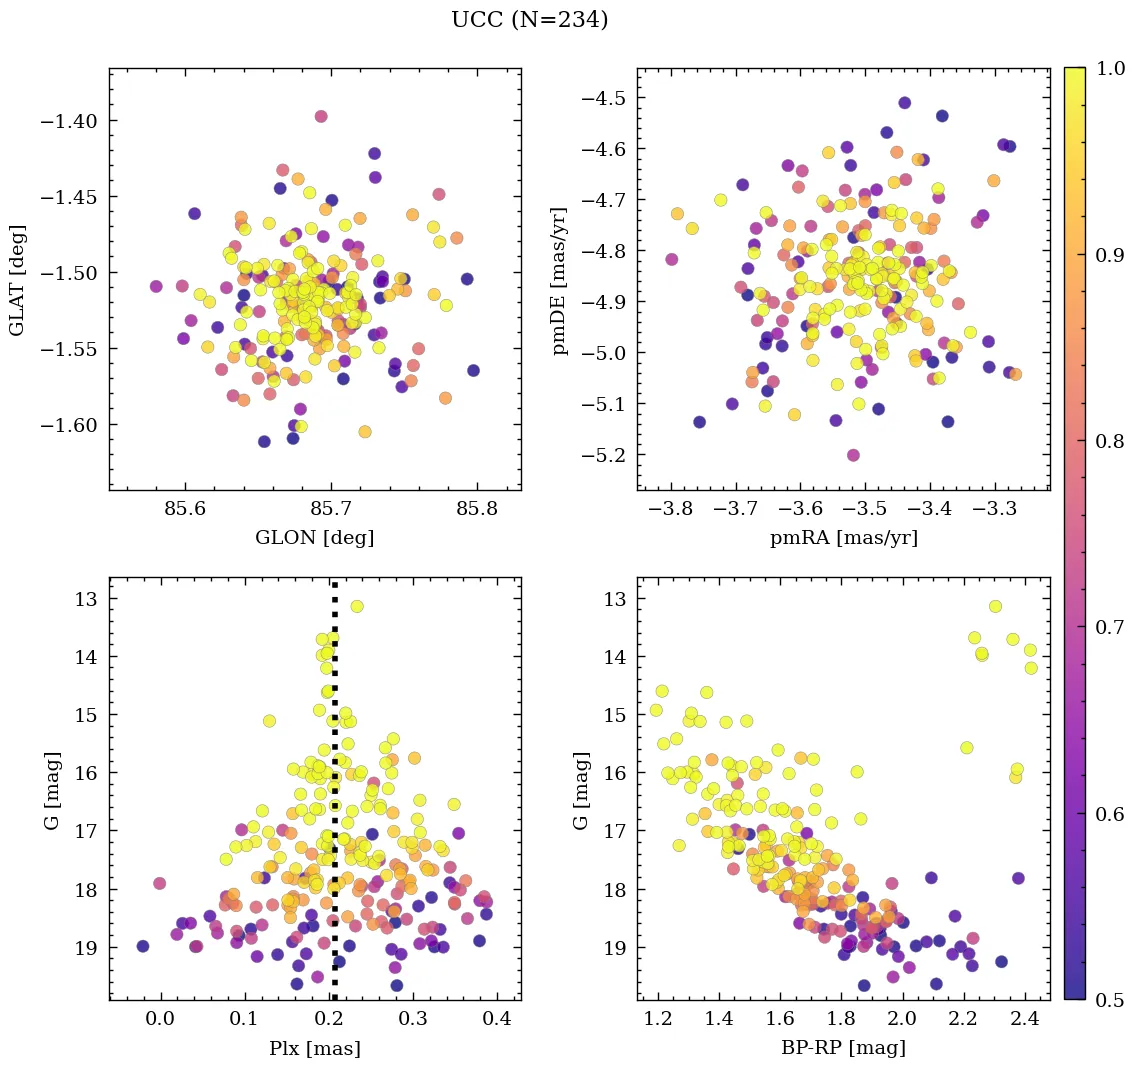 UCC (N=234)
−1.40
−1.45
−1.50
−1.55
−1.60
GLAT [deg]
85.6 85.7 85.8
GLON [deg]
−4.5
−4.6
−4.7
−4.8
−4.9
−5.0
−5.1
−5.2
pmDE [mas/yr]
−3.8 −3.7 −3.6 −3.5 −3.4 −3.3
pmRA [mas/yr]
1.0
0.9
0.8
0.7
0.6
0.5
13
14
15
16
17
18
19
G [mag]
0.0 0.1 0.2 0.3 0.4
Plx [mas]
13
14
15
16
17
18
19
G [mag]
1.2 1.4 1.6 1.8 2.0 2.2 2.4
BP-RP [mag]